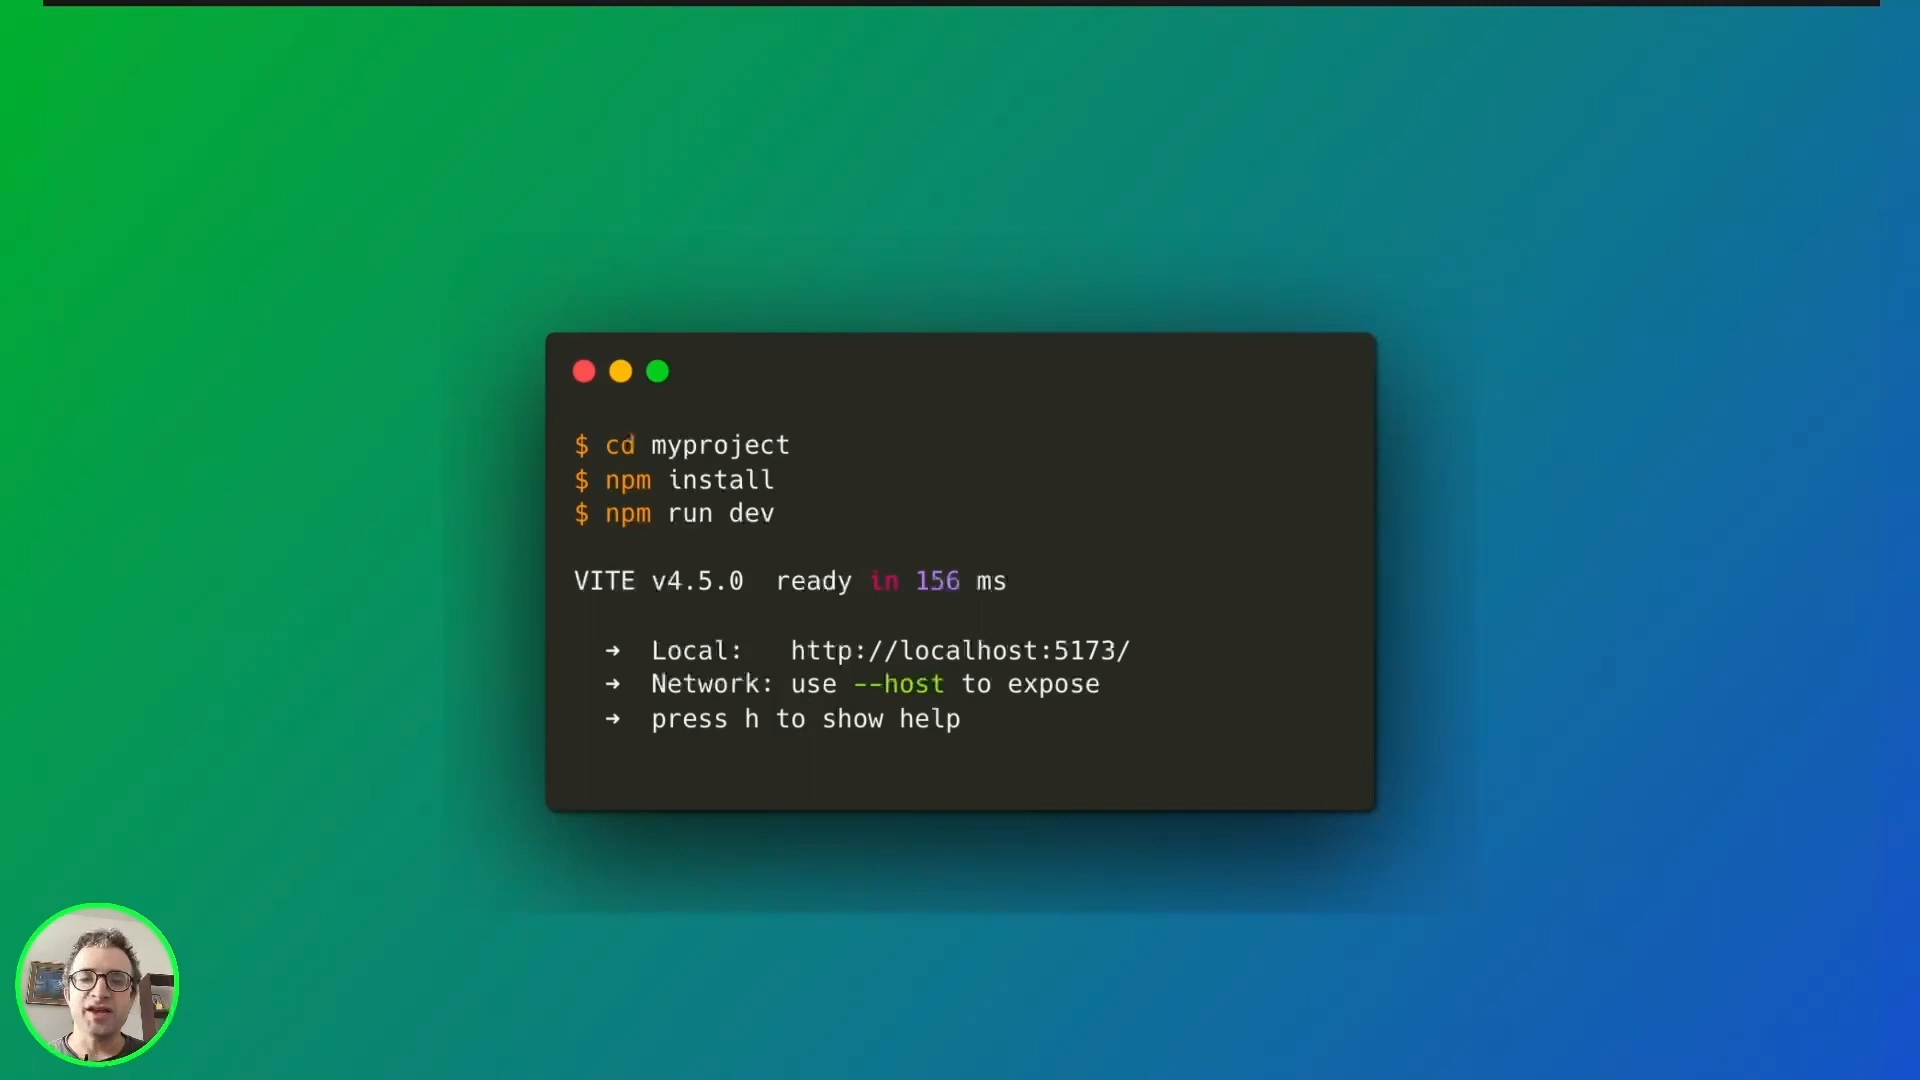 $ cd myproject
$ npm install
$ npm run dev
VITE v4.5.0  ready in 156 ms
➜  Local:   http://localhost:5173/
➜  Network: use --host to expose
➜  press h to show help